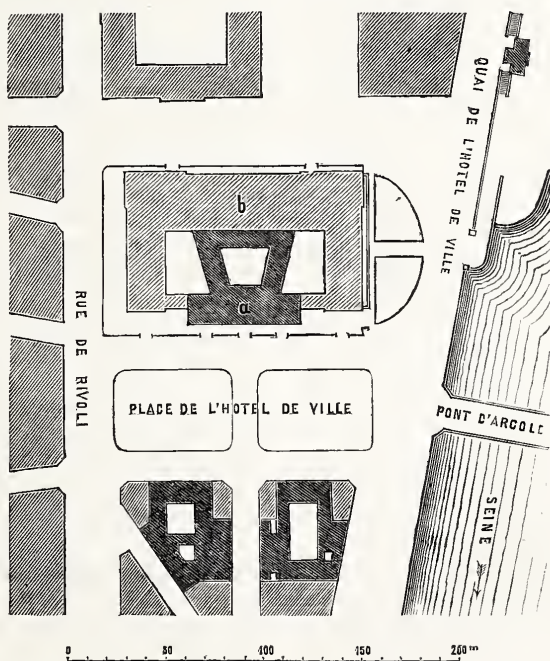 QUAI DE L'HOTEL DE VILLE
b
a
RUE DE RIVOLI
PLACE DE L'HOTEL DE VILLE
PONT D'ARCOLE
SEINE
0 50 100 150 200 m